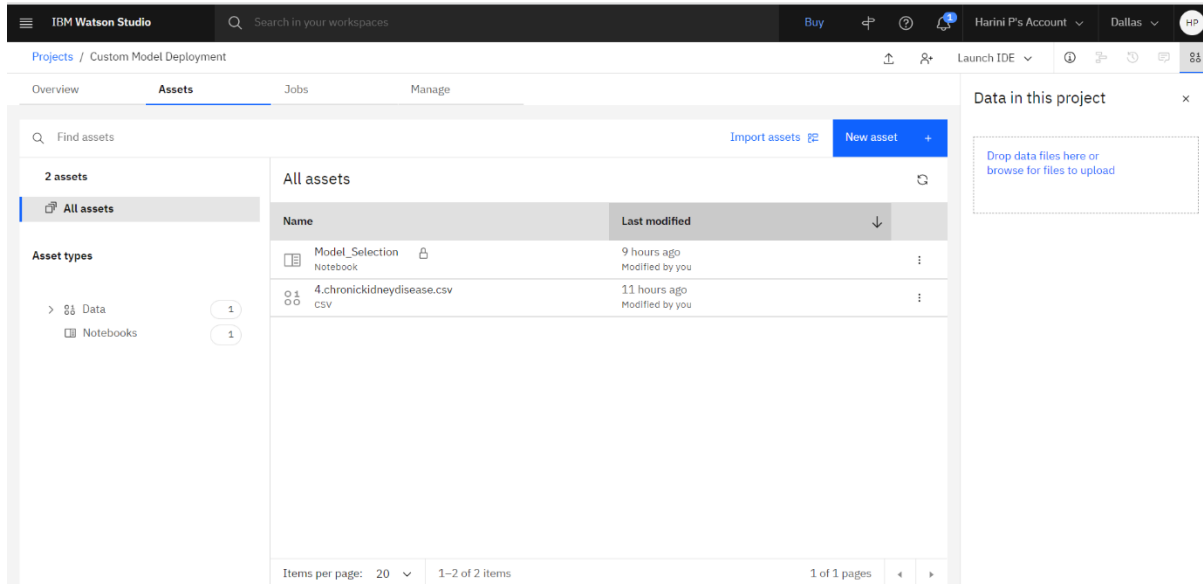 IBM Watson Studio
Search in your workspaces
Buy
1
Harini P's Account
Dallas
HP
Projects / Custom Model Deployment
Launch IDE
Overview
Assets
Jobs
Manage
Data in this project
Find assets
Import assets
New asset +
Drop data files here or
browse for files to upload
2 assets
All assets
All assets
Asset types
Data 1
Notebooks 1
Name
Last modified
Model_Selection
Notebook
9 hours ago
Modified by you
4.chronickidneydisease.csv
CSV
11 hours ago
Modified by you
Items per page: 20
1–2 of 2 items
1 of 1 pages